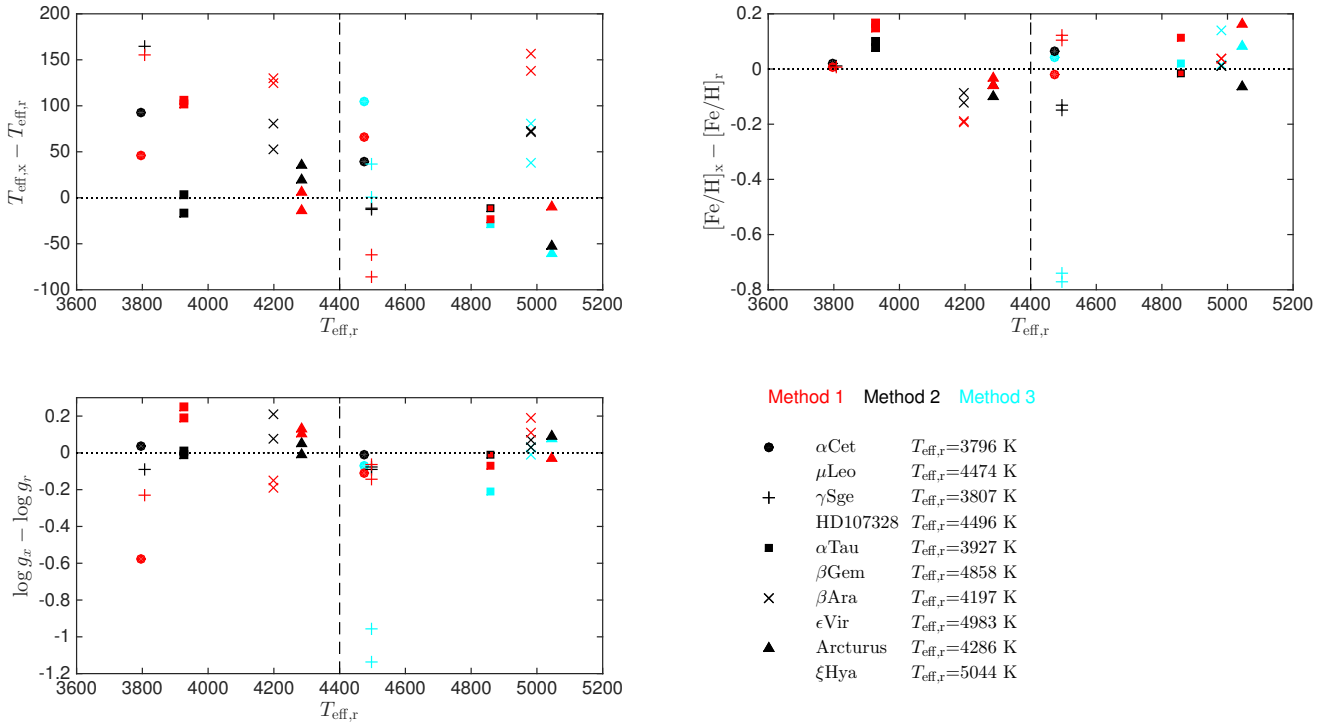 200
150
100
50
0
-50
-100
3600 3800 4000 4200 4400 4600 4800 5000 5200
T_eff,r
T_eff,x − T_eff,r
0.2
0
-0.2
-0.4
-0.6
-0.8
3600 3800 4000 4200 4400 4600 4800 5000 5200
T_eff,r
[Fe/H]_x − [Fe/H]_r
0.2
0
-0.2
-0.4
-0.6
-0.8
-1
-1.2
3600 3800 4000 4200 4400 4600 4800 5000 5200
T_eff,r
log g_x − log g_r
Method 1 Method 2 Method 3
αCet T_eff,r=3796 K
μLeo T_eff,r=4474 K
γSge T_eff,r=3807 K
HD107328 T_eff,r=4496 K
αTau T_eff,r=3927 K
βGem T_eff,r=4858 K
βAra T_eff,r=4197 K
ϵVir T_eff,r=4983 K
Arcturus T_eff,r=4286 K
ξHya T_eff,r=5044 K